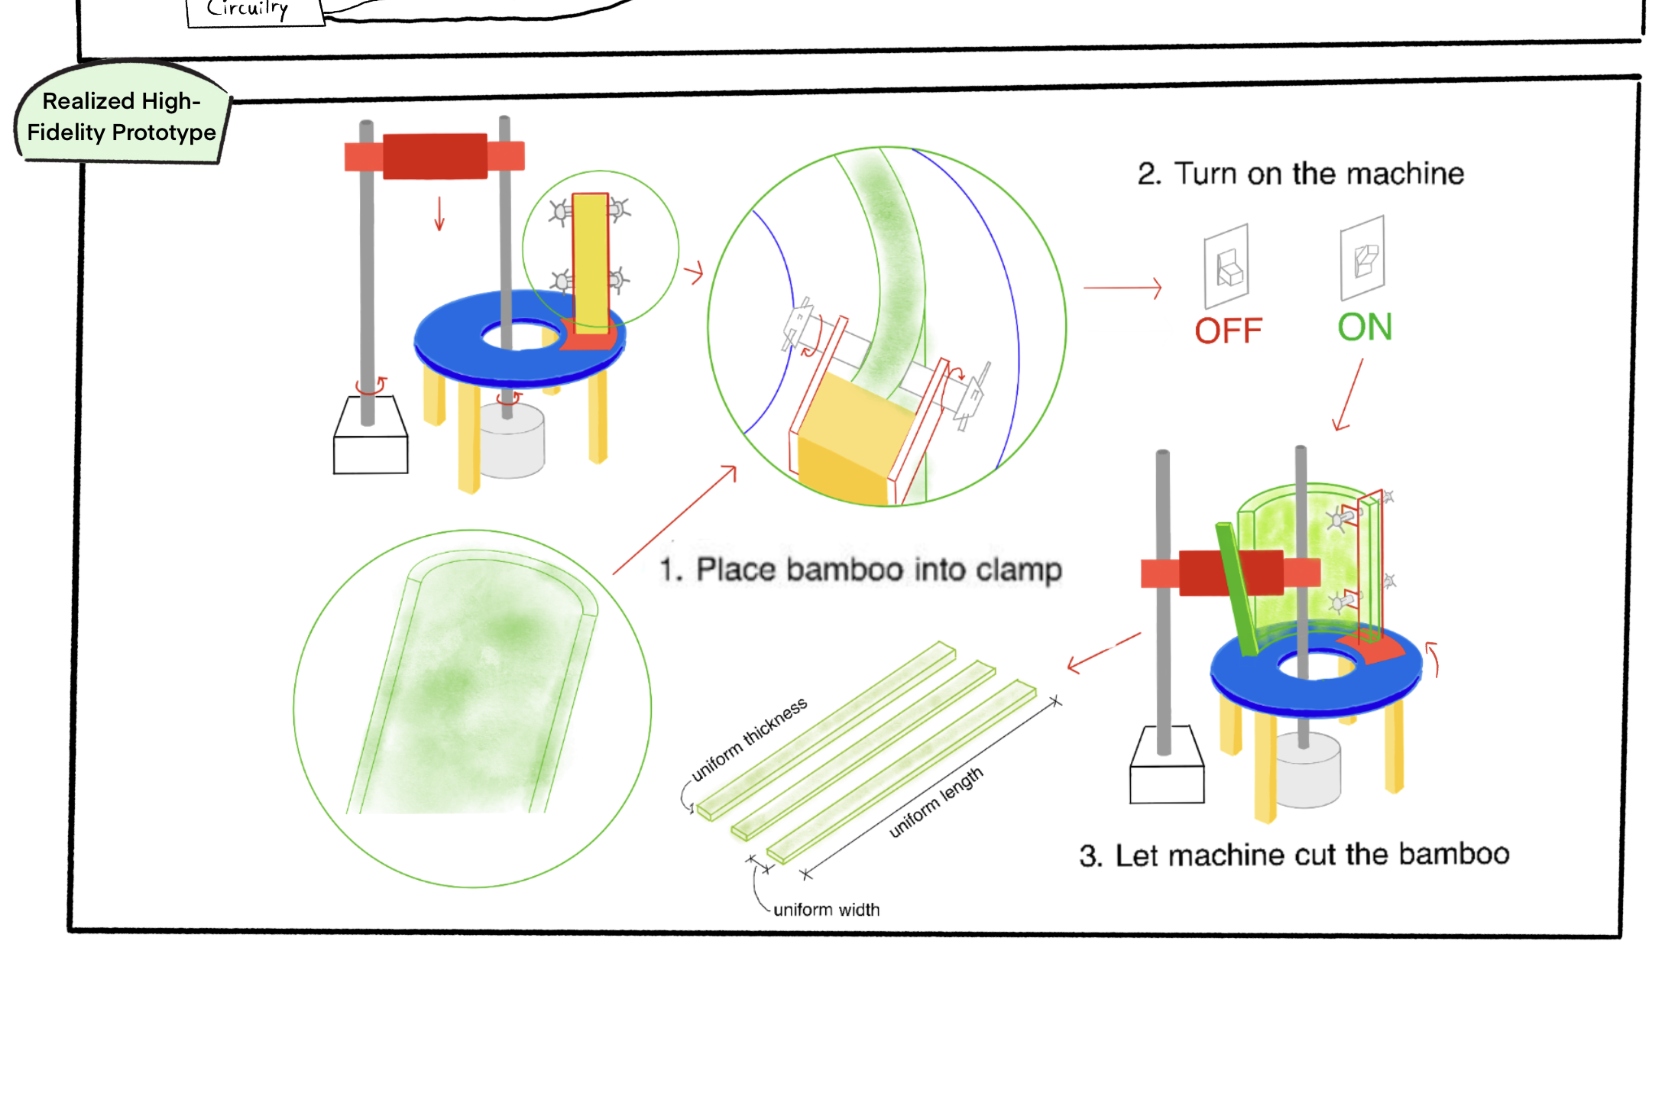 Circuilry
Realized High-
Fidelity Prototype
2. Turn on the machine
OFF
ON
1. Place bamboo into clamp
uniform thickness
uniform length
uniform width
3. Let machine cut the bamboo